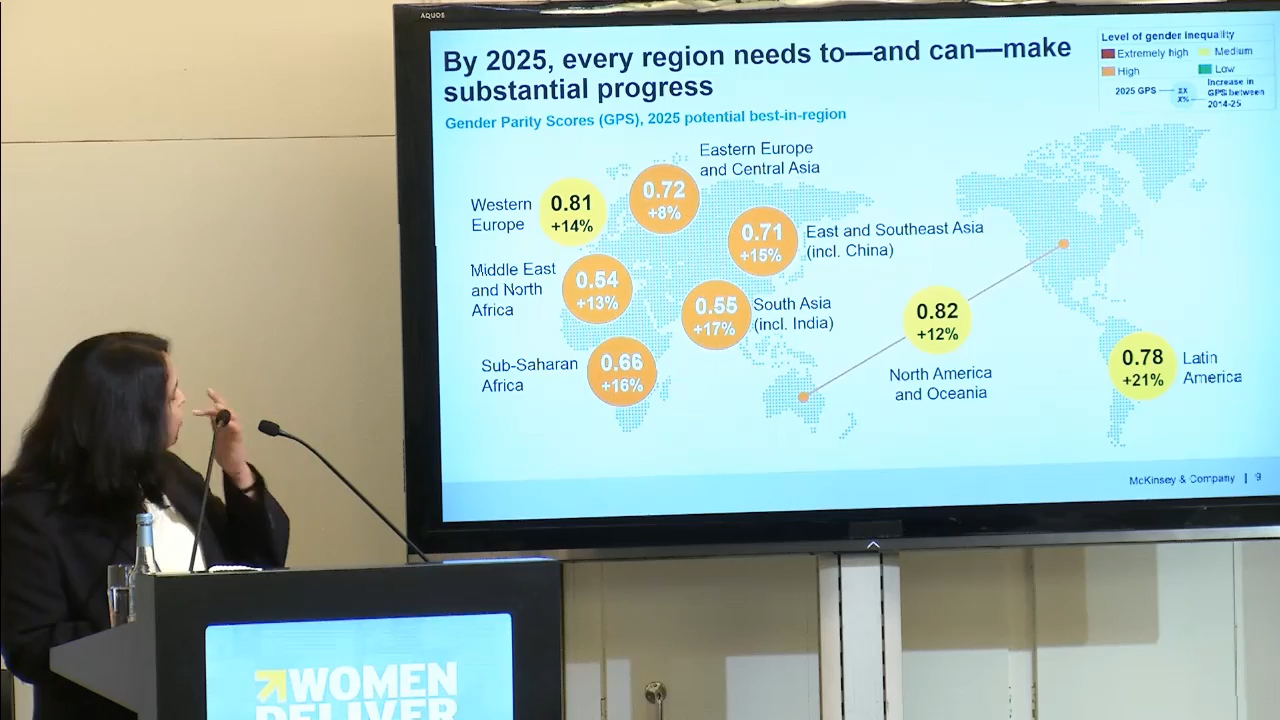 AQUOS
By 2025, every region needs to—and can—make
substantial progress
Gender Parity Scores (GPS), 2025 potential best-in-region
Level of gender inequality
Extremely high
Medium
High
Low
2025 GPS
XX
X%
Increase in
GPS between
2014-25
Eastern Europe
and Central Asia
0.72
+8%
Western
Europe
0.81
+14%
0.71
+15%
East and Southeast Asia
(incl. China)
Middle East
and North
Africa
0.54
+13%
0.55
+17%
South Asia
(incl. India)
0.82
+12%
North America
and Oceania
Sub-Saharan
Africa
0.66
+16%
0.78
+21%
Latin
America
McKinsey & Company | 9
WOMEN
DELIVER